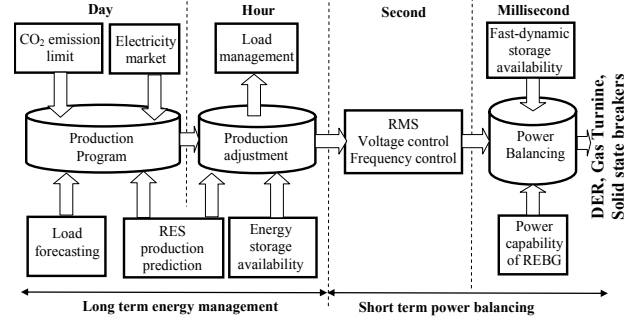 Day
Hour
Second
Millisecond
CO₂ emission
limit
Electricity
market
Load
management
Fast-dynamic
storage
availability
Production
Program
Production
adjustment
RMS
Voltage control
Frequency control
Power
Balancing
DER, Gas Turnine,
Solid state breakers
Load
forecasting
RES
production
prediction
Energy
storage
availability
Power
capability
of REBG
Long term energy management
Short term power balancing